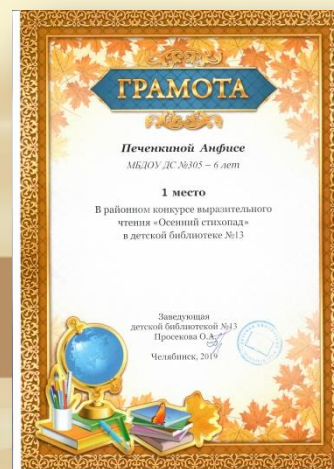 ГРАМОТА
Печенкиной Анфисе
МБДОУ ДС №305 – 6 лет
1 место
В районном конкурсе выразительного
чтения «Осенний стихопад»
в детской библиотеке №13
Заведующая
детской библиотекой №13
Просекова О.А.
Челябинск, 2019